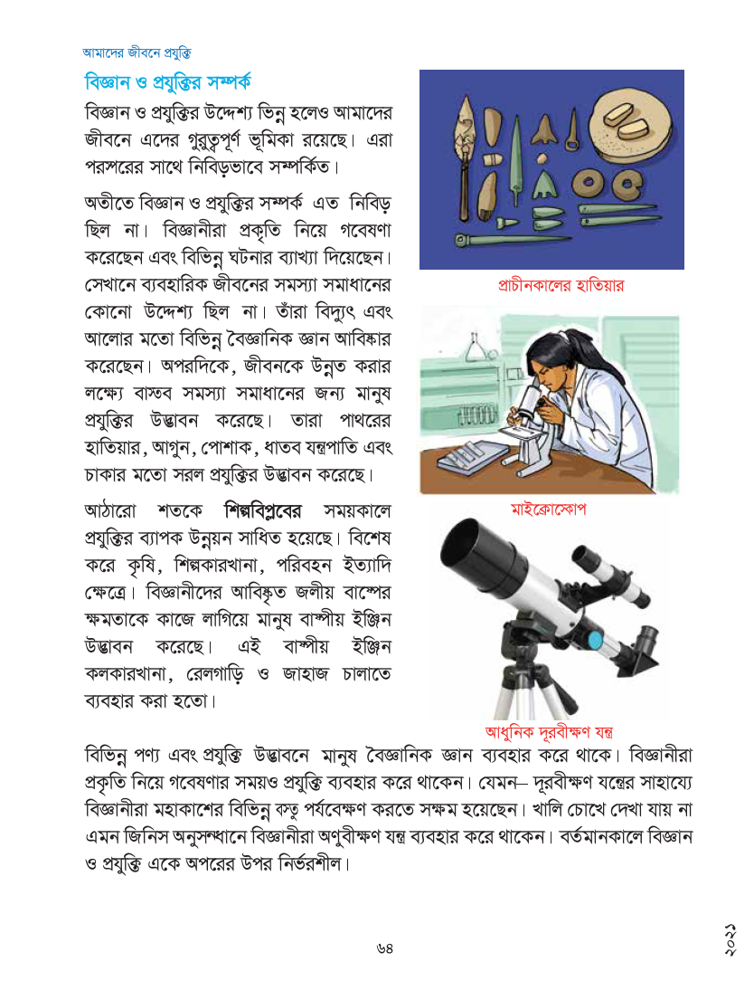 আমাদের জীবনে প্রযুক্তি
বিজ্ঞান ও প্রযুক্তির সম্পর্ক
বিজ্ঞান ও প্রযুক্তির উদ্দেশ্য ভিন্ন হলেও আমাদের
জীবনে এদের গুরুত্বপূর্ণ ভূমিকা রয়েছে। এরা
পরস্পরের সাথে নিবিড়ভাবে সম্পর্কিত।
অতীতে বিজ্ঞান ও প্রযুক্তির সম্পর্ক এত নিবিড়
ছিল না। বিজ্ঞানীরা প্রকৃতি নিয়ে গবেষণা
করেছেন এবং বিভিন্ন ঘটনার ব্যাখ্যা দিয়েছেন।
সেখানে ব্যবহারিক জীবনের সমস্যা সমাধানের
কোনো উদ্দেশ্য ছিল না। তাঁরা বিদ্যুৎ এবং
আলোর মতো বিভিন্ন বৈজ্ঞানিক জ্ঞান আবিষ্কার
করেছেন। অপরদিকে, জীবনকে উন্নত করার
লক্ষ্যে বাস্তব সমস্যা সমাধানের জন্য মানুষ
প্রযুক্তির উদ্ভাবন করেছে। তারা পাথরের
হাতিয়ার, আগুন, পোশাক, ধাতব যন্ত্রপাতি এবং
চাকার মতো সরল প্রযুক্তির উদ্ভাবন করেছে।
আঠারো শতকে শিল্পবিপ্লবের সময়কালে
প্রযুক্তির ব্যাপক উন্নয়ন সাধিত হয়েছে। বিশেষ
করে কৃষি, শিল্পকারখানা, পরিবহন ইত্যাদি
ক্ষেত্রে। বিজ্ঞানীদের আবিষ্কৃত জলীয় বাষ্পের
ক্ষমতাকে কাজে লাগিয়ে মানুষ বাষ্পীয় ইঞ্জিন
উদ্ভাবন করেছে। এই বাষ্পীয় ইঞ্জিন
কলকারখানা, রেলগাড়ি ও জাহাজ চালাতে
ব্যবহার করা হতো।
প্রাচীনকালের হাতিয়ার
মাইক্রোস্কোপ
আধুনিক দূরবীক্ষণ যন্ত্র
বিভিন্ন পণ্য এবং প্রযুক্তি উদ্ভাবনে মানুষ বৈজ্ঞানিক জ্ঞান ব্যবহার করে থাকে। বিজ্ঞানীরা
প্রকৃতি নিয়ে গবেষণার সময়ও প্রযুক্তি ব্যবহার করে থাকেন। যেমন– দূরবীক্ষণ যন্ত্রের সাহায্যে
বিজ্ঞানীরা মহাকাশের বিভিন্ন বস্তু পর্যবেক্ষণ করতে সক্ষম হয়েছেন। খালি চোখে দেখা যায় না
এমন জিনিস অনুসন্ধানে বিজ্ঞানীরা অণুবীক্ষণ যন্ত্র ব্যবহার করে থাকেন। বর্তমানকালে বিজ্ঞান
ও প্রযুক্তি একে অপরের উপর নির্ভরশীল।
৬৪
২০২১